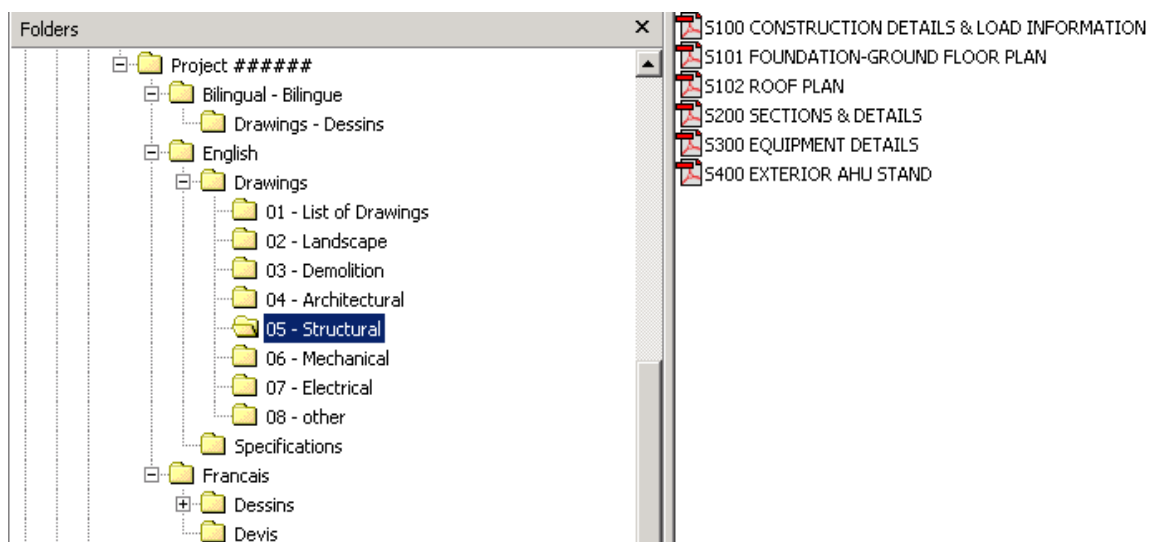 Folders
Project ######
Bilingual - Bilingue
Drawings - Dessins
English
Drawings
01 - List of Drawings
02 - Landscape
03 - Demolition
04 - Architectural
05 - Structural
06 - Mechanical
07 - Electrical
08 - other
Specifications
Francais
Dessins
Devis
S100 CONSTRUCTION DETAILS & LOAD INFORMATION
S101 FOUNDATION-GROUND FLOOR PLAN
S102 ROOF PLAN
S200 SECTIONS & DETAILS
S300 EQUIPMENT DETAILS
S400 EXTERIOR AHU STAND